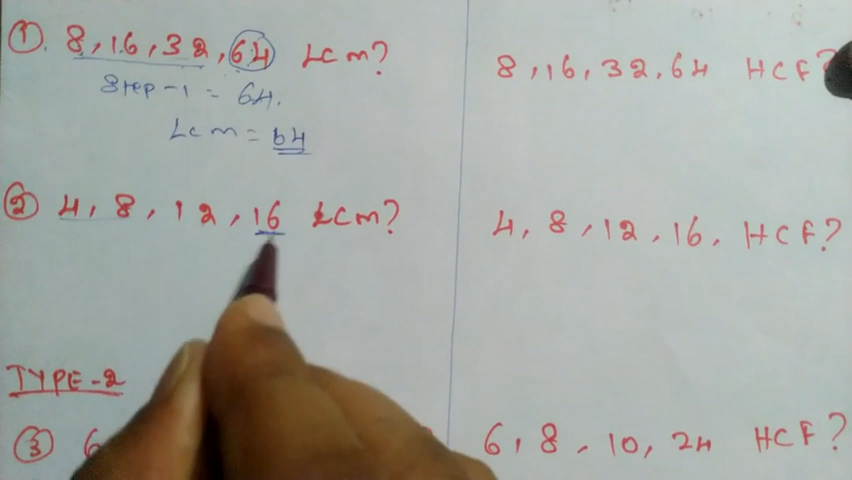 ① 8, 16, 32, 64 Lcm?
Step-1 = 64.
Lcm = 64
② 4, 8, 12, 16 Lcm?
TYPE-2
③ 6
8, 16, 32, 64 HCF?
4, 8, 12, 16, HCF?
6, 8, 10, 24 HCF?